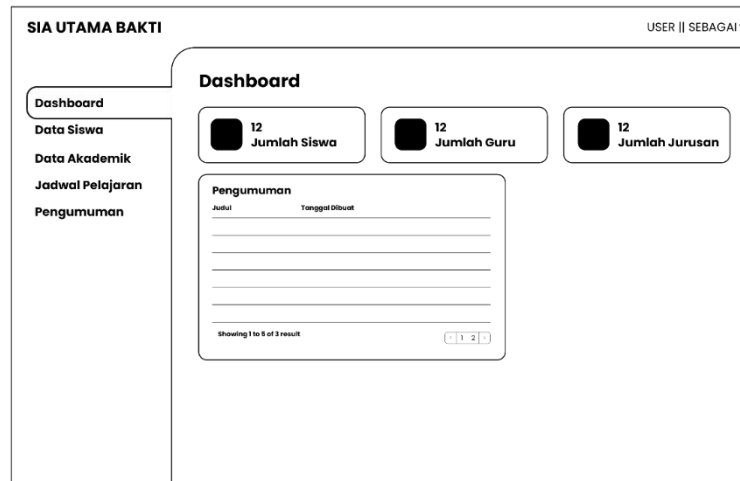 SIA UTAMA BAKTI
USER || SEBAGAI
Dashboard
Data Siswa
Data Akademik
Jadwal Pelajaran
Pengumuman
Dashboard
12
Jumlah Siswa
12
Jumlah Guru
12
Jumlah Jurusan
Pengumuman
Judul Tanggal Dibuat
Showing 1 to 5 of 3 result
< 1 2 >